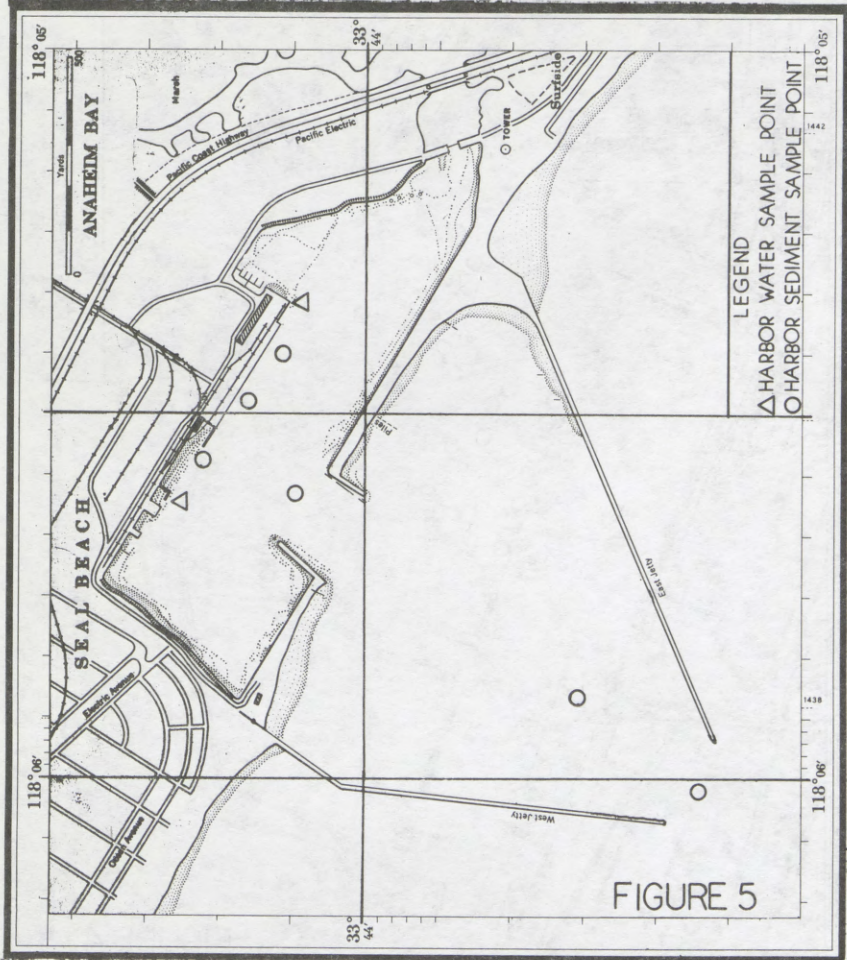 118° 05′
33°
44′
118° 05′
500
Yards
0
ANAHEIM BAY
Marsh
Pacific Coast Highway
Pacific Electric
TOWER
Surfside
1442
LEGEND
△ HARBOR WATER SAMPLE POINT
○ HARBOR SEDIMENT SAMPLE POINT
SEAL BEACH
Piles
Electric Avenue
Ocean Avenue
East Jetty
West Jetty
1438
118° 06′
118° 06′
33°
44′
FIGURE 5